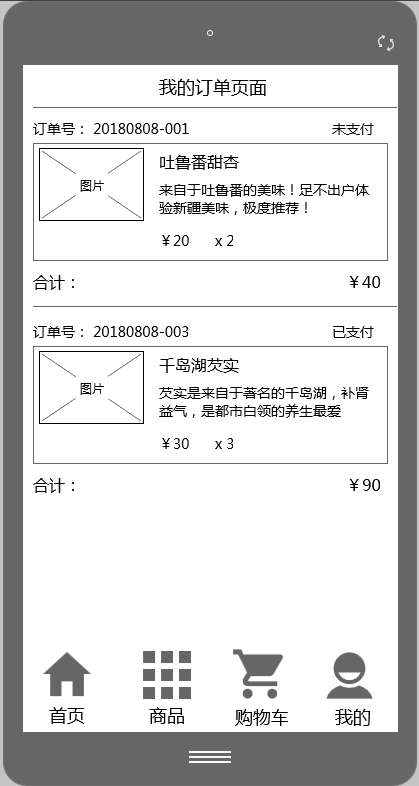 我的订单页面
订单号： 20180808-001 未支付
图片
吐鲁番甜杏
来自于吐鲁番的美味！足不出户体
验新疆美味，极度推荐！
￥20 x 2
合计： ￥40
订单号： 20180808-003 已支付
图片
千岛湖芡实
芡实是来自于著名的千岛湖，补肾
益气，是都市白领的养生最爱
￥30 x 3
合计： ￥90
首页 商品 购物车 我的